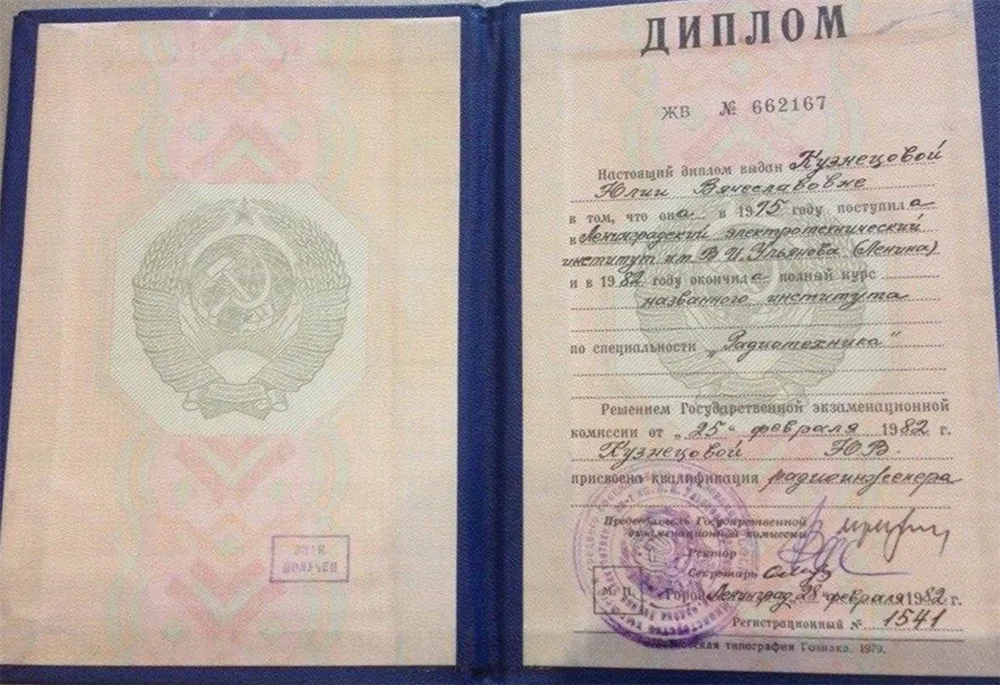 ДИПЛОМ
ЖВ № 662167
Настоящий диплом выдан Кузнецовой
Юлии Вячеславовне
в том, что она в 1975 году поступила
в Ленинградский электротехнический
институт им. В. И. Ульянова (Ленина)
и в 1982 году окончила полный курс
названного института
по специальности „Радиотехника"
Решением Государственной экзаменационной
комиссии от „25" февраля 1982 г.
Кузнецовой Ю.В.
присвоена квалификация радиоинженера
Председатель Государственной
экзаменационной комиссии
Ректор
Секретарь
М. П. Город Ленинград, 28 февраля 1982 г.
Регистрационный № 1541
типография Гознака. 1979.